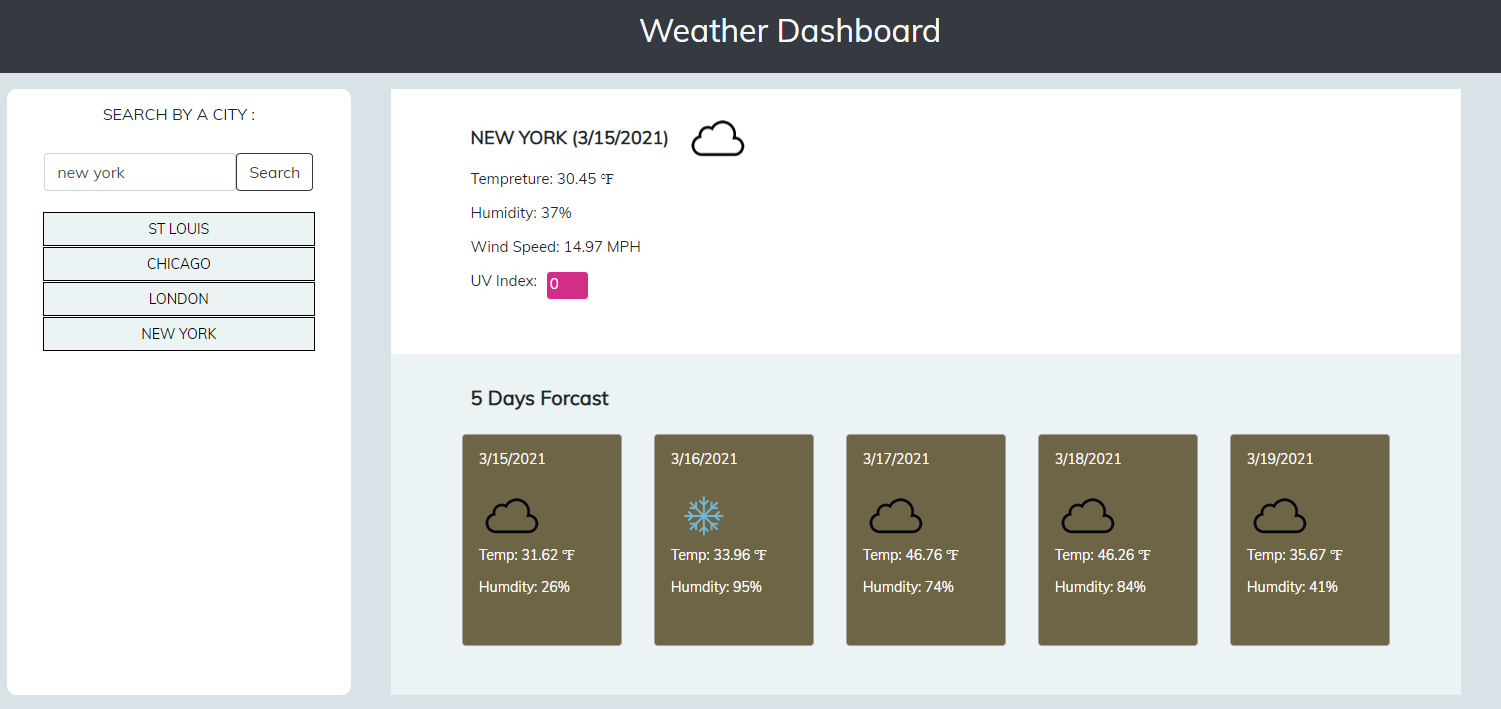 Weather Dashboard
SEARCH BY A CITY :
new york
Search
ST LOUIS
CHICAGO
LONDON
NEW YORK
NEW YORK (3/15/2021)
Tempreture: 30.45 °F
Humidity: 37%
Wind Speed: 14.97 MPH
UV Index: 0
5 Days Forcast
3/15/2021
Temp: 31.62 °F
Humdity: 26%
3/16/2021
Temp: 33.96 °F
Humdity: 95%
3/17/2021
Temp: 46.76 °F
Humdity: 74%
3/18/2021
Temp: 46.26 °F
Humdity: 84%
3/19/2021
Temp: 35.67 °F
Humdity: 41%